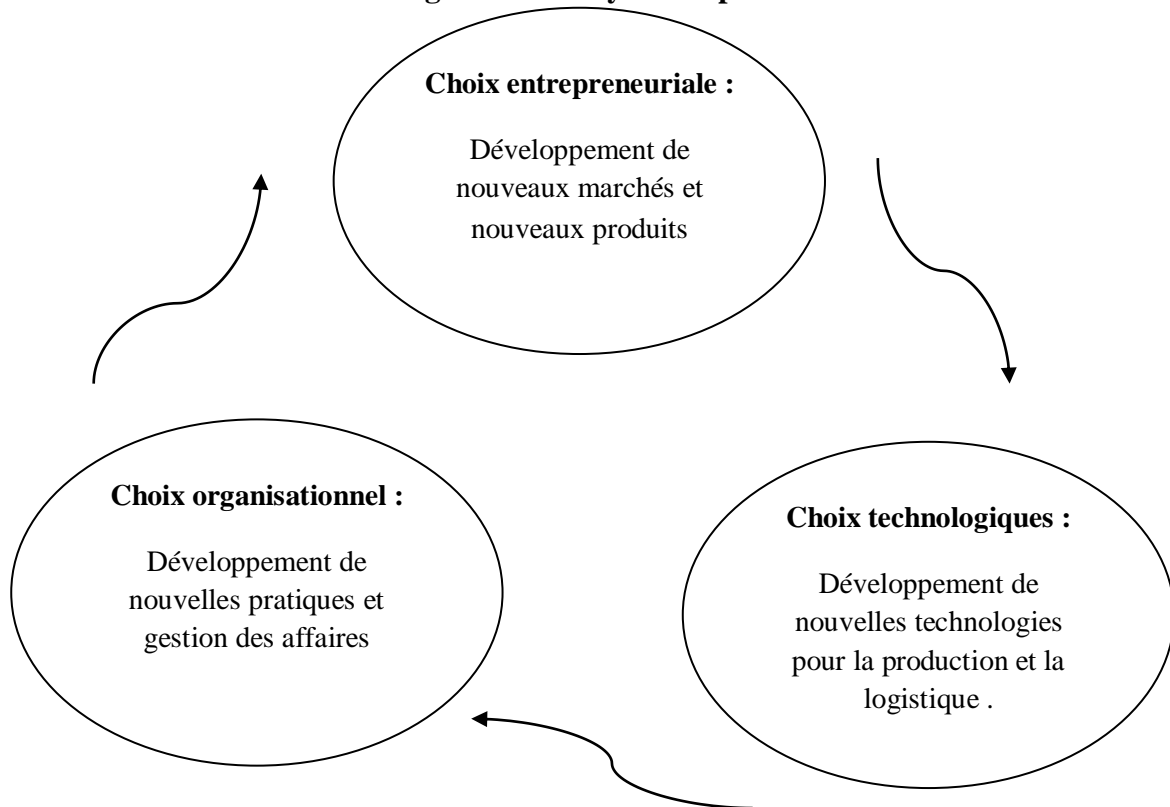 Choix entrepreneuriale :
Développement de
nouveaux marchés et
nouveaux produits
Choix organisationnel :
Développement de
nouvelles pratiques et
gestion des affaires
Choix technologiques :
Développement de
nouvelles technologies
pour la production et la
logistique .